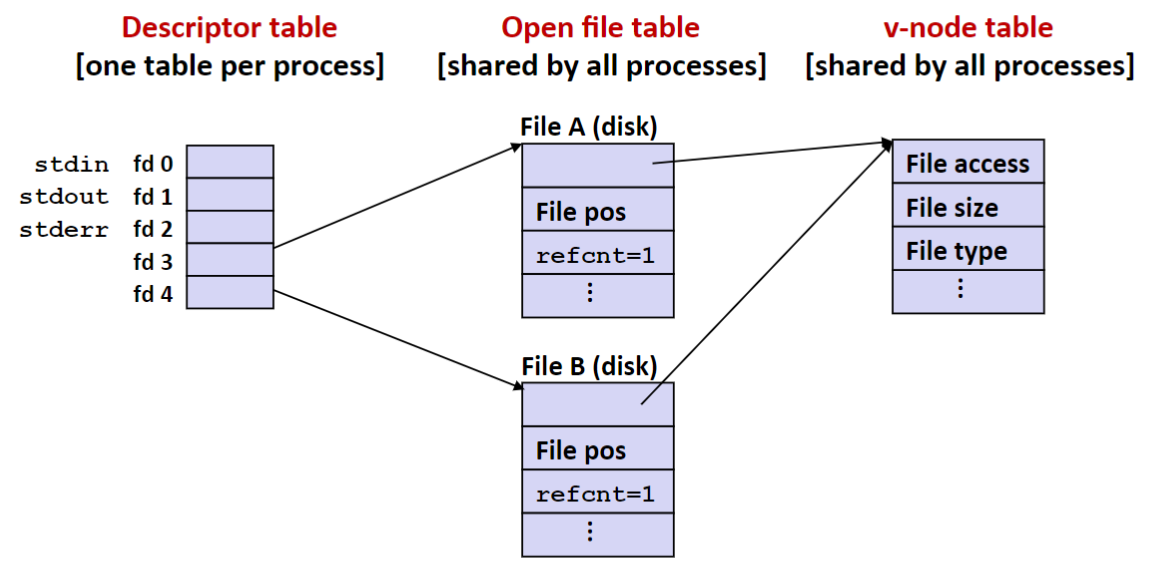 Descriptor table
[one table per process]
Open file table
[shared by all processes]
v-node table
[shared by all processes]
stdin fd 0
stdout fd 1
stderr fd 2
fd 3
fd 4
File A (disk)
File pos
refcnt=1
⋮
File B (disk)
File pos
refcnt=1
⋮
File access
File size
File type
⋮